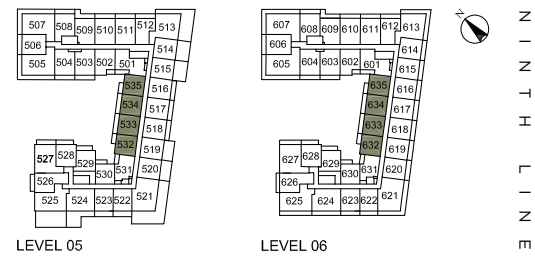 507 508 509 510 511 512 513
506 514
505 504 503 502 501 515
535 516
534 517
533 518
532 519
527 528 529 530 531 520
526
525 524 523 522 521
LEVEL 05
607 608 609 610 611 612 613
606 614
605 604 603 602 601 615
635 616
634 617
633 618
632 619
627 628 629 630 631 620
626
625 624 623 622 621
LEVEL 06
N
NINTH LINE